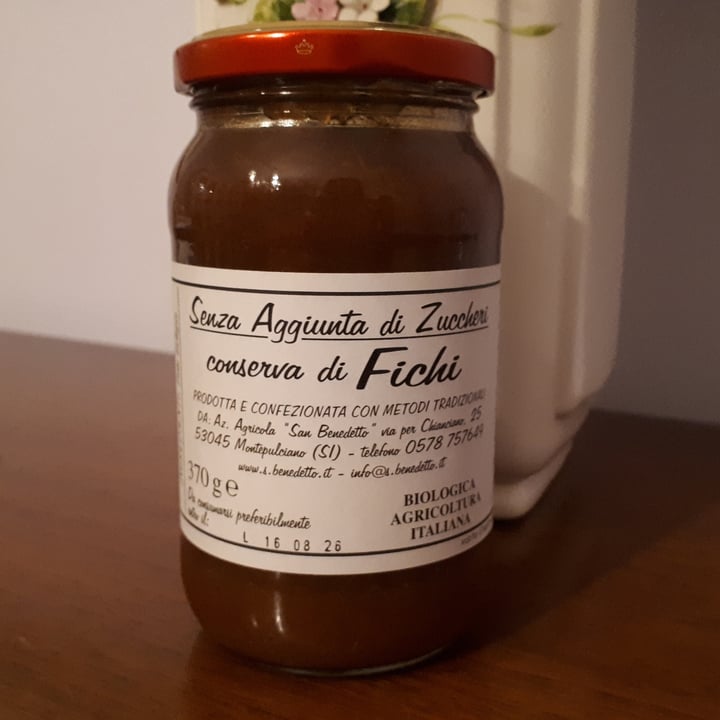 Senza Aggiunta di Zuccheri
conserva di Fichi
PRODOTTA E CONFEZIONATA CON METODI TRADIZIONALI
DA: Az. Agricola "San Benedetto" via per Chianciano, 25
53045 Montepulciano (SI) - telefono 0578 757649
www.s.benedetto.it - info@s.benedetto.it
370 g e
Da consumarsi preferibilmente
entro il:
L 16 08 26
BIOLOGICA
AGRICOLTURA
ITALIANA